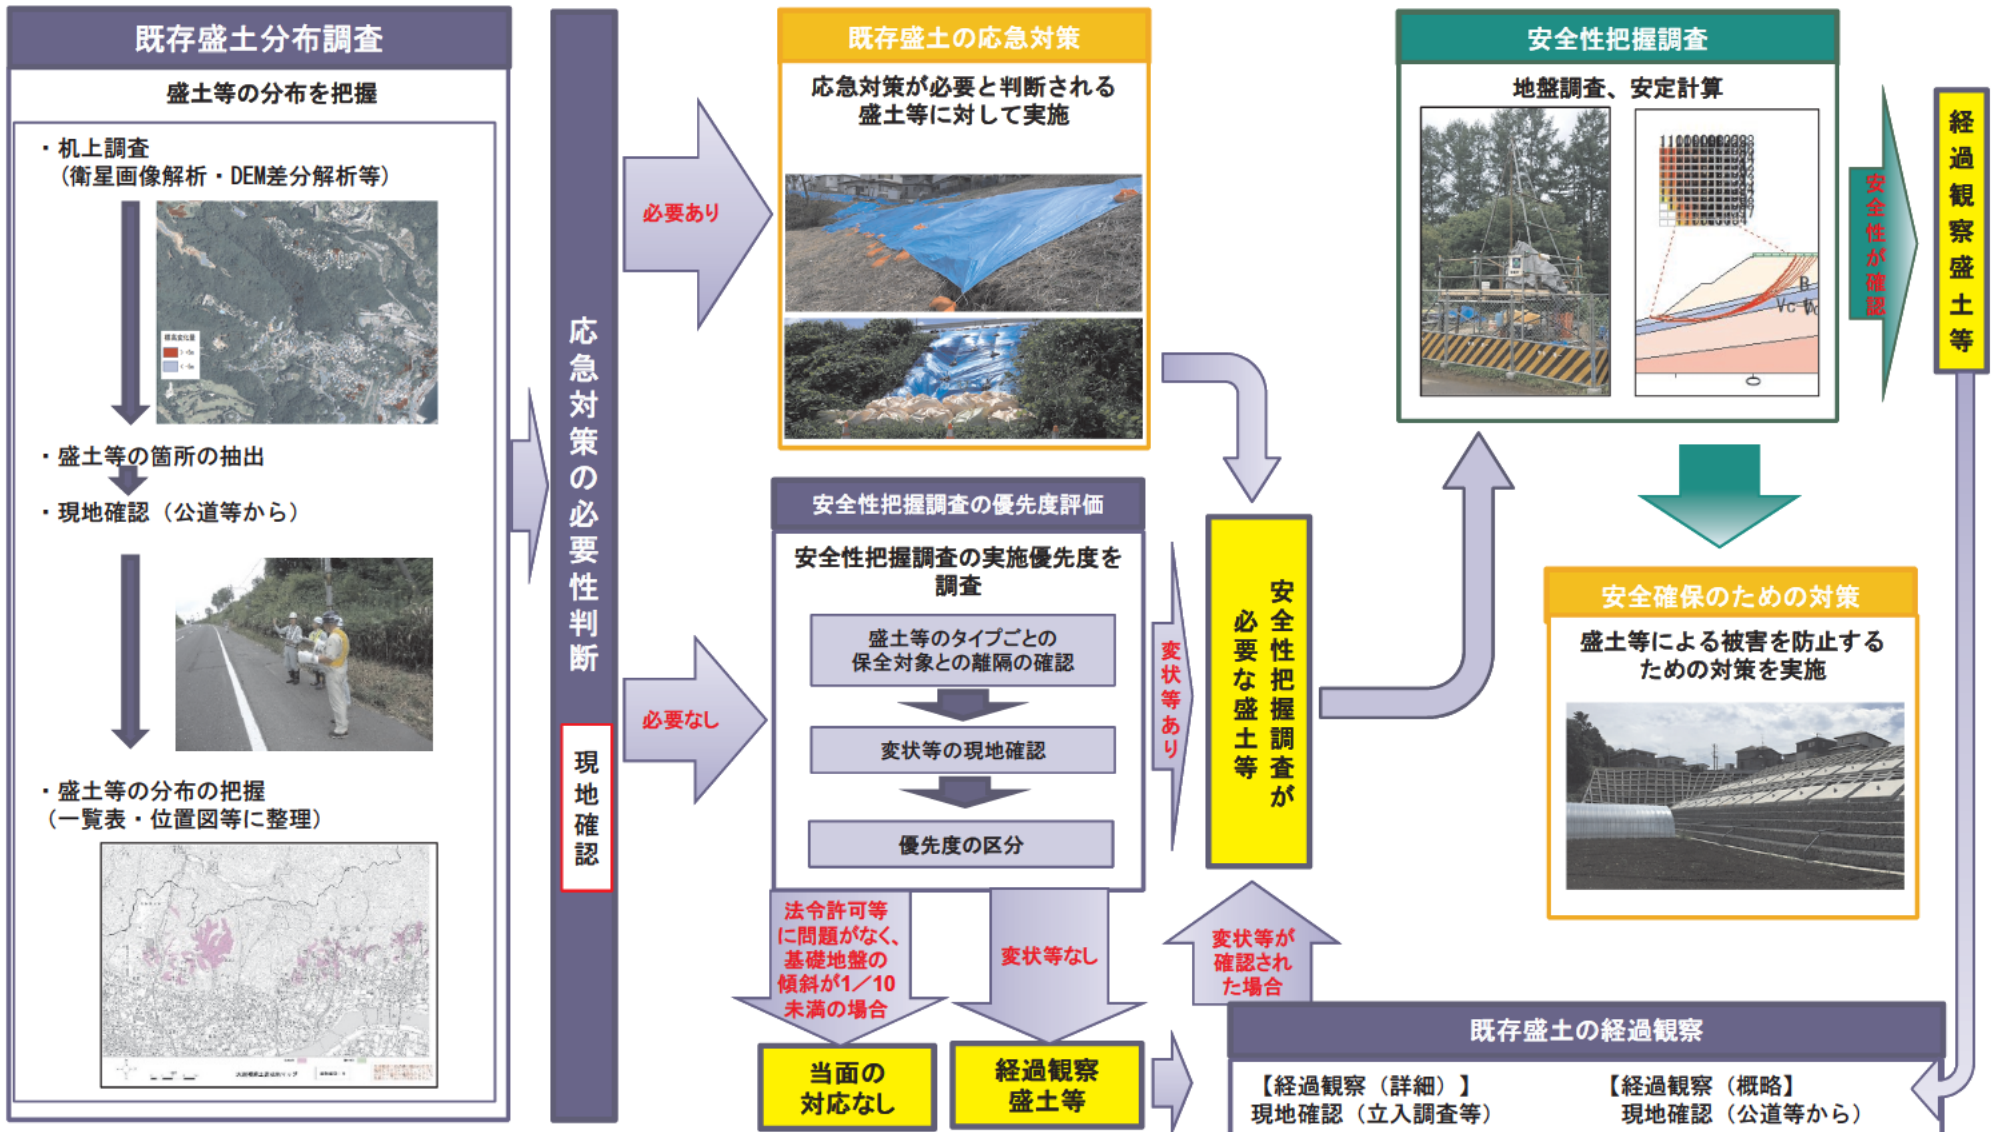 既存盛土分布調査
盛土等の分布を把握
・机上調査
(衛星画像解析・DEM差分解析等)
標高変化量
・盛土等の箇所の抽出
・現地確認(公道等から)
・盛土等の分布の把握
(一覧表・位置図等に整理)
応急対策の必要性判断
現地確認
必要あり
必要なし
既存盛土の応急対策
応急対策が必要と判断される
盛土等に対して実施
安全性把握調査の優先度評価
安全性把握調査の実施優先度を
調査
盛土等のタイプごとの
保全対象との離隔の確認
変状等の現地確認
優先度の区分
法令許可等
に問題がなく、
基礎地盤の
傾斜が1/10
未満の場合
変状等なし
当面の
対応なし
経過観察
盛土等
変状等あり
安全性把握調査が
必要な盛土等
変状等が
確認され
た場合
安全性把握調査
地盤調査、安定計算
安全性が確認
経過観察盛土等
安全確保のための対策
盛土等による被害を防止する
ための対策を実施
既存盛土の経過観察
【経過観察(詳細)】
現地確認(立入調査等)
【経過観察(概略】
現地確認(公道等から)